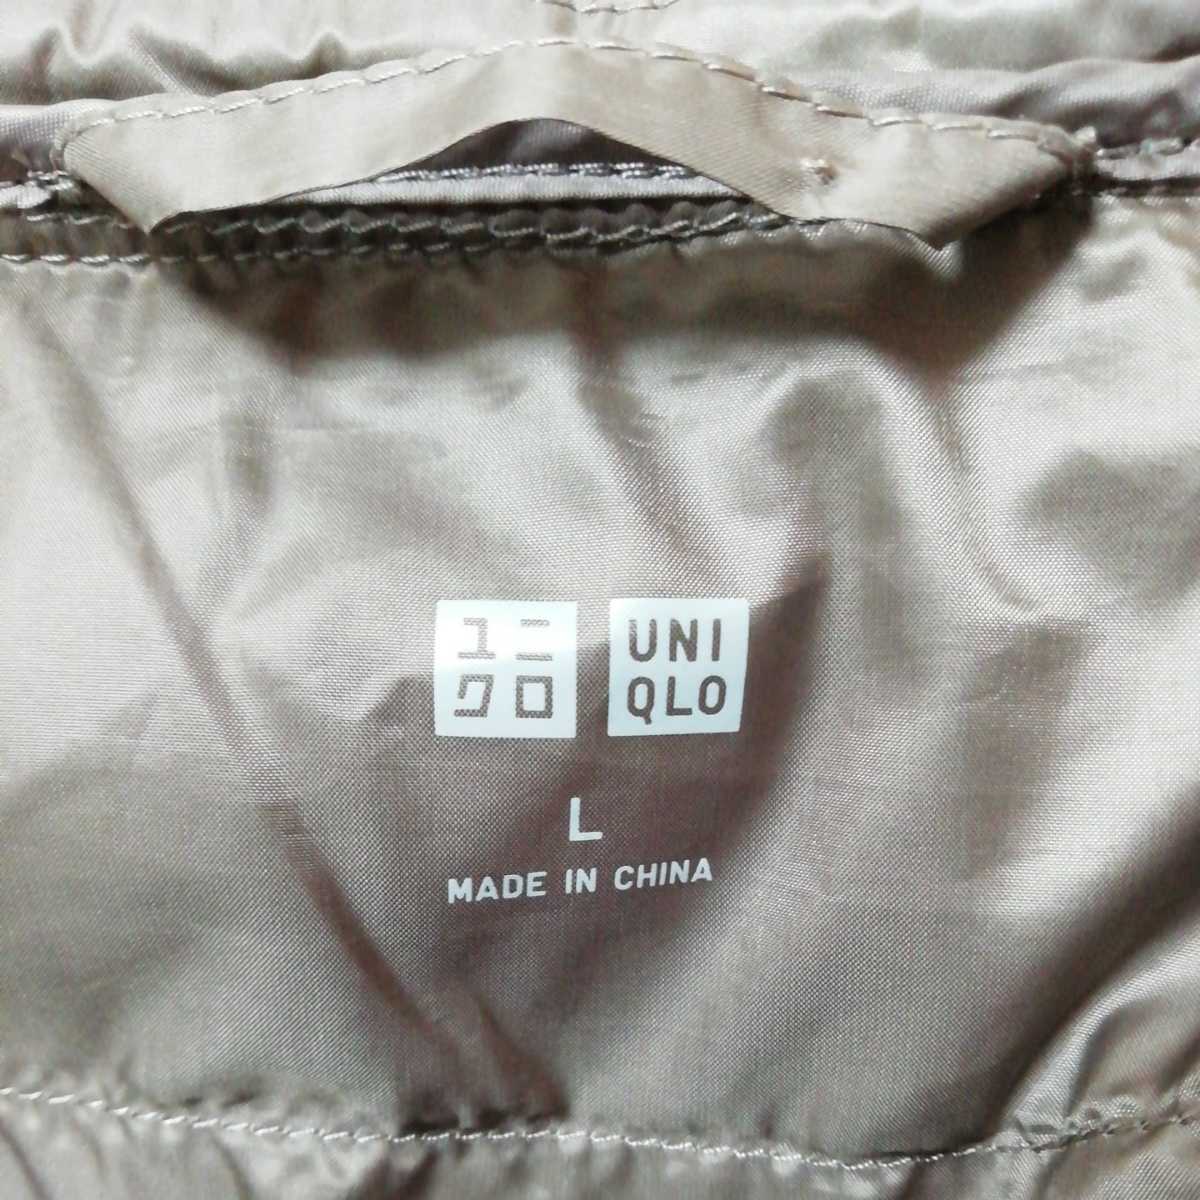 ユニ
クロ
UNI
QLO
L
MADE IN CHINA